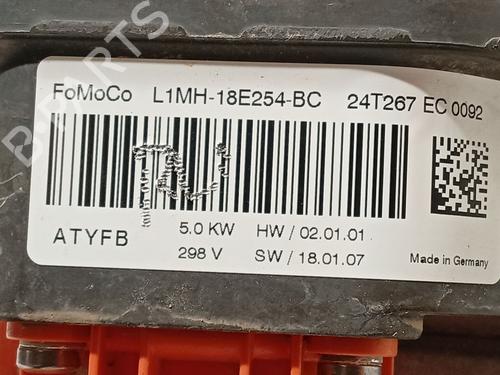 FoMoCo L1MH-18E254-BC 24T267 EC 0092
ATYFB 5.0 KW HW / 02.01.01
298 V SW / 18.01.07
Made in Germany
B-PARTS